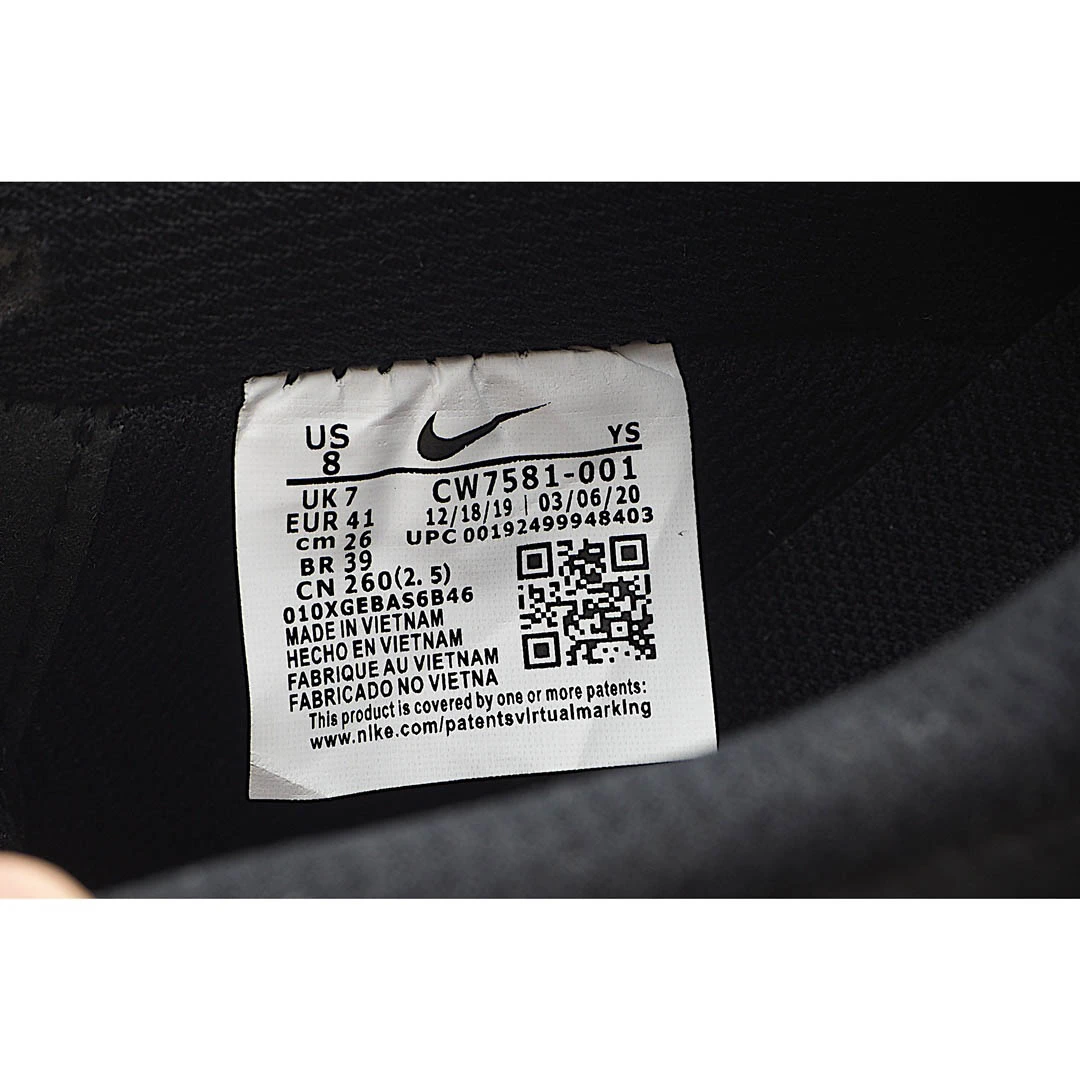 US
8
YS
UK 7
EUR 41
cm 26
BR 39
CN 260(2. 5)
CW7581-001
12/18/19 | 03/06/20
UPC 00192499948403
010XGEBAS6B46
MADE IN VIETNAM
HECHO EN VIETNAM
FABRIQUE AU VIETNAM
FABRICADO NO VIETNA
This product is covered by one or more patents:
www.nike.com/patentsvirtualmarking